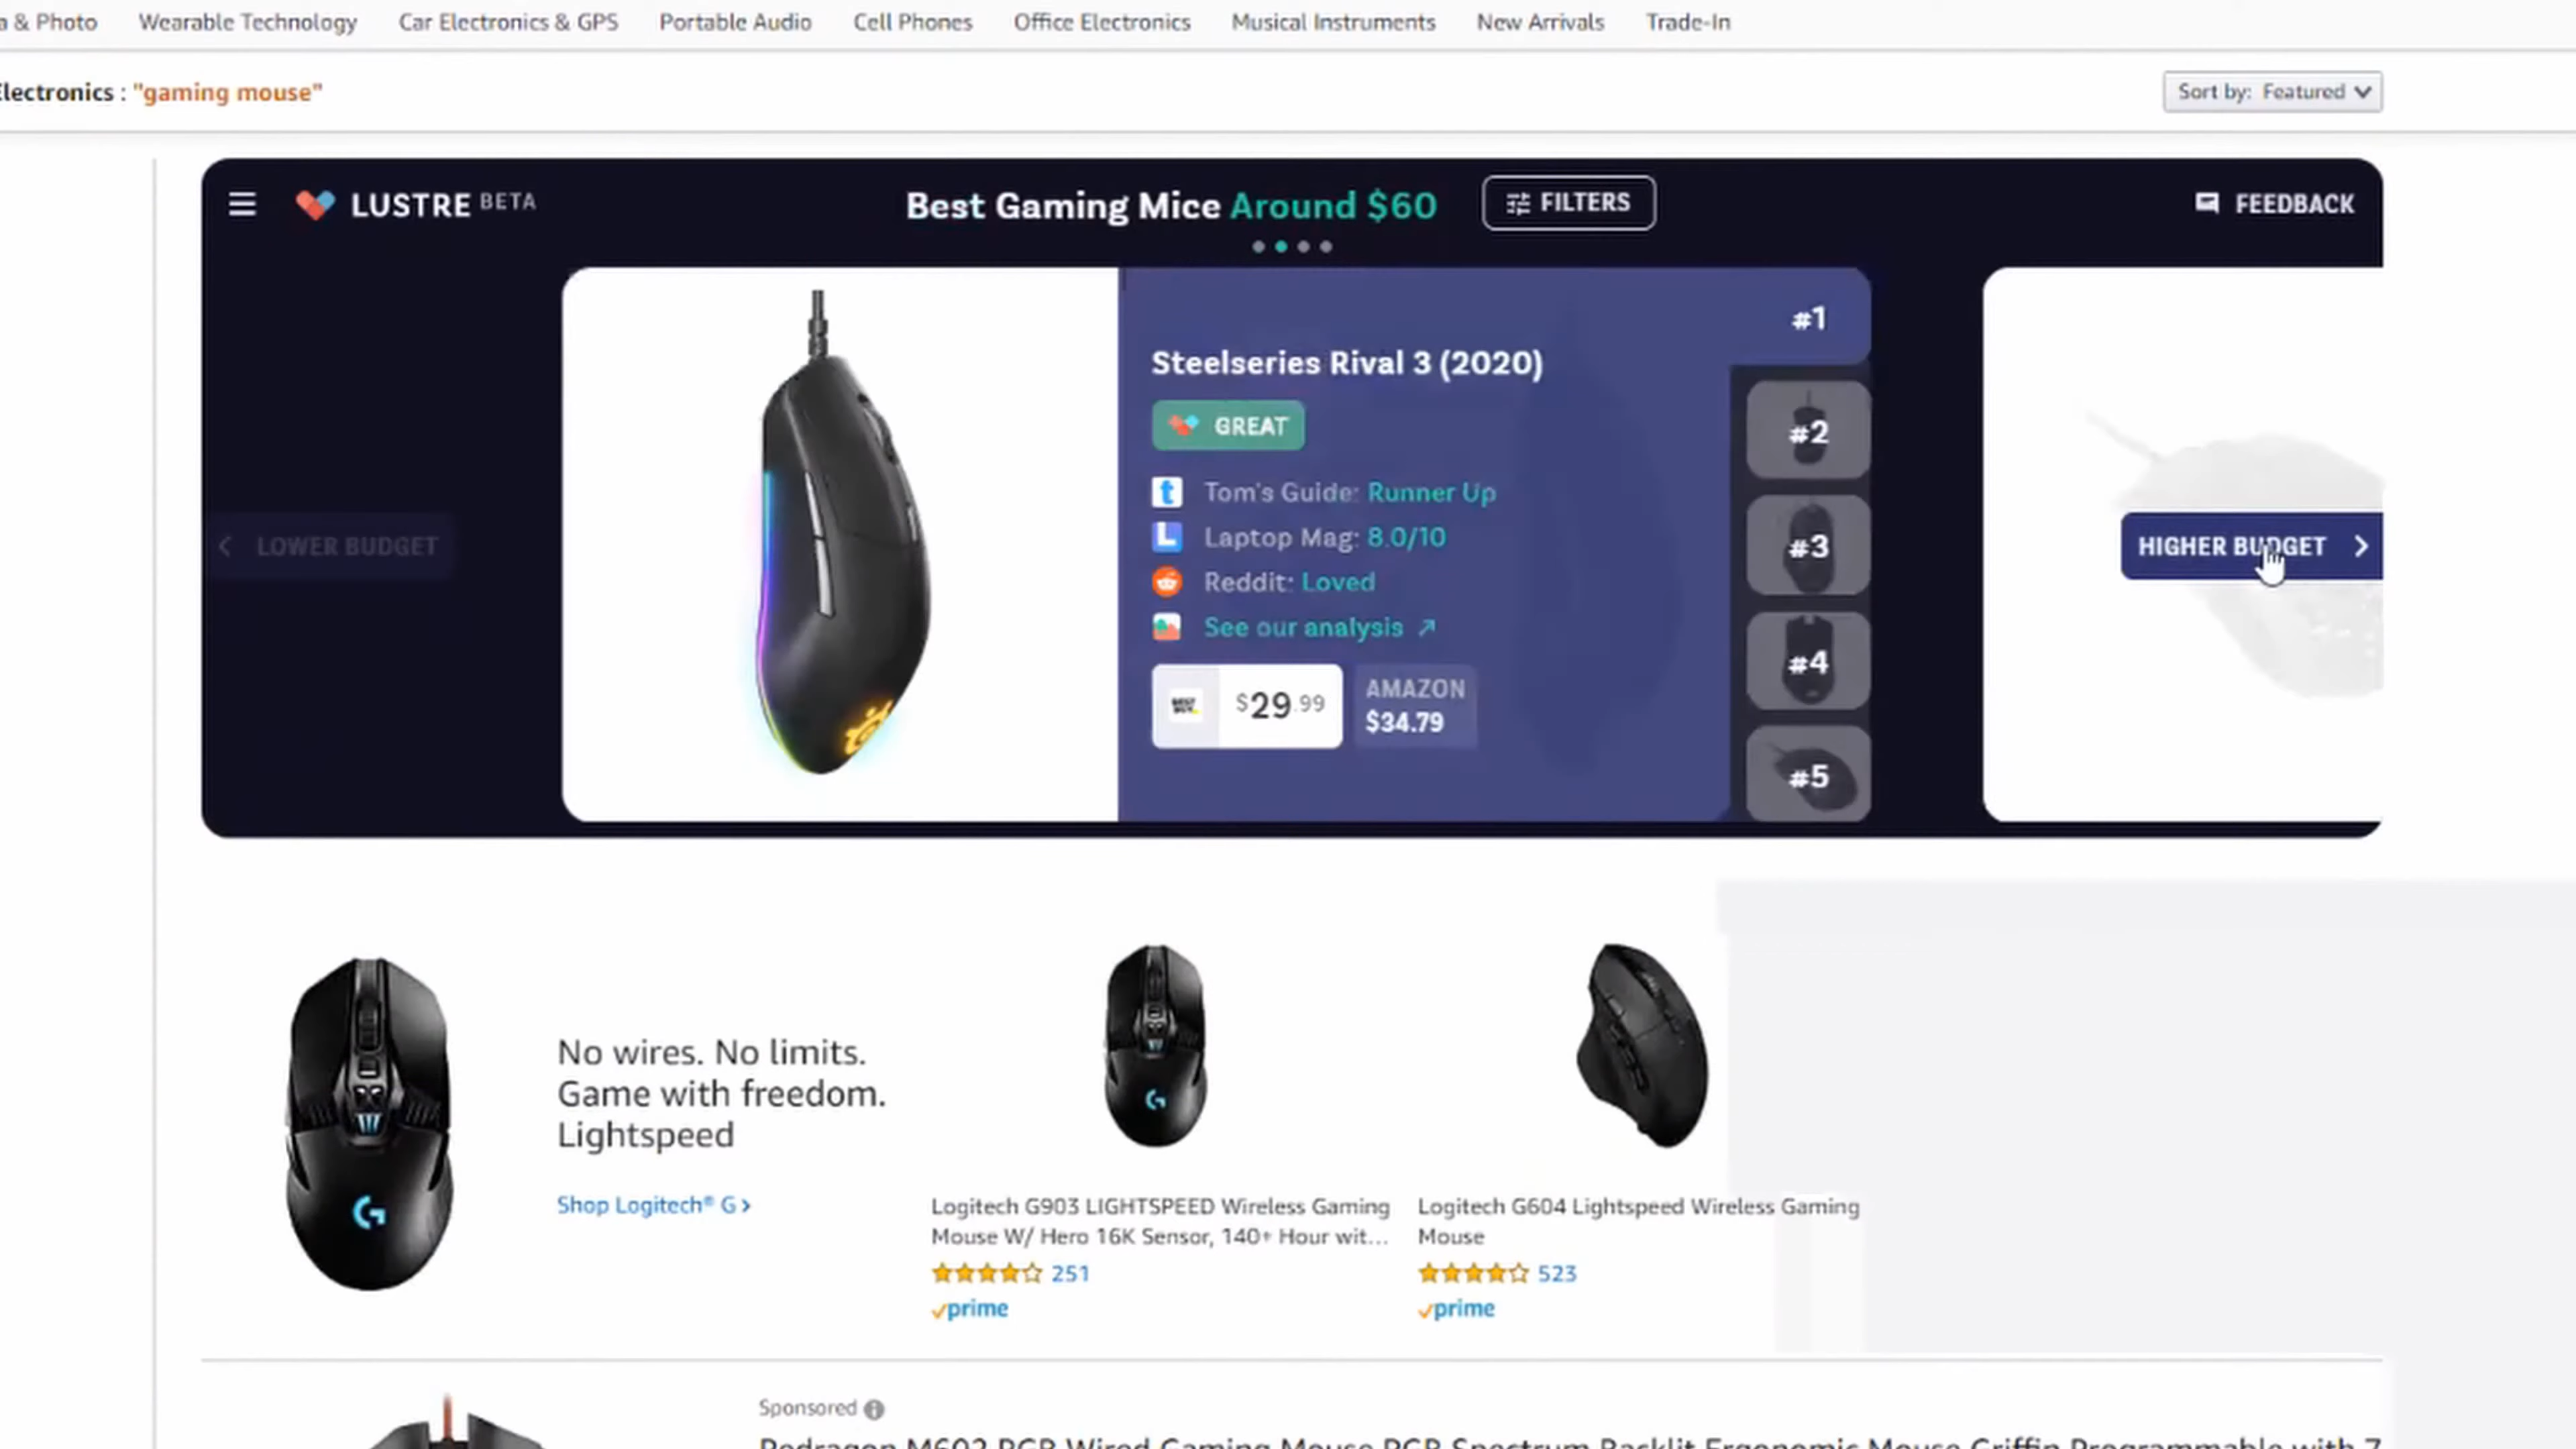 & Photo Wearable Technology Car Electronics & GPS Portable Audio Cell Phones Office Electronics Musical Instruments New Arrivals Trade-In
Electronics : "gaming mouse"
Sort by: Featured
LUSTRE BETA
Best Gaming Mice Around $60
FILTERS
FEEDBACK
#1
Steelseries Rival 3 (2020)
GREAT
#2
Tom's Guide: Runner Up
Laptop Mag: 8.0/10
LOWER BUDGET
#3
HIGHER BUDGET
Reddit: Loved
See our analysis
#4
BEST BUY $29.99
AMAZON
$34.79
#5
No wires. No limits.
Game with freedom.
Lightspeed
Shop Logitech® G
Logitech G903 LIGHTSPEED Wireless Gaming
Mouse W/ Hero 16K Sensor, 140+ Hour wit...
251
prime
Logitech G604 Lightspeed Wireless Gaming
Mouse
523
prime
Sponsored
Redragon M602 RGB Wired Gaming Mouse RGB Spectrum Backlit Ergonomic Mouse Griffin Programmable with 7